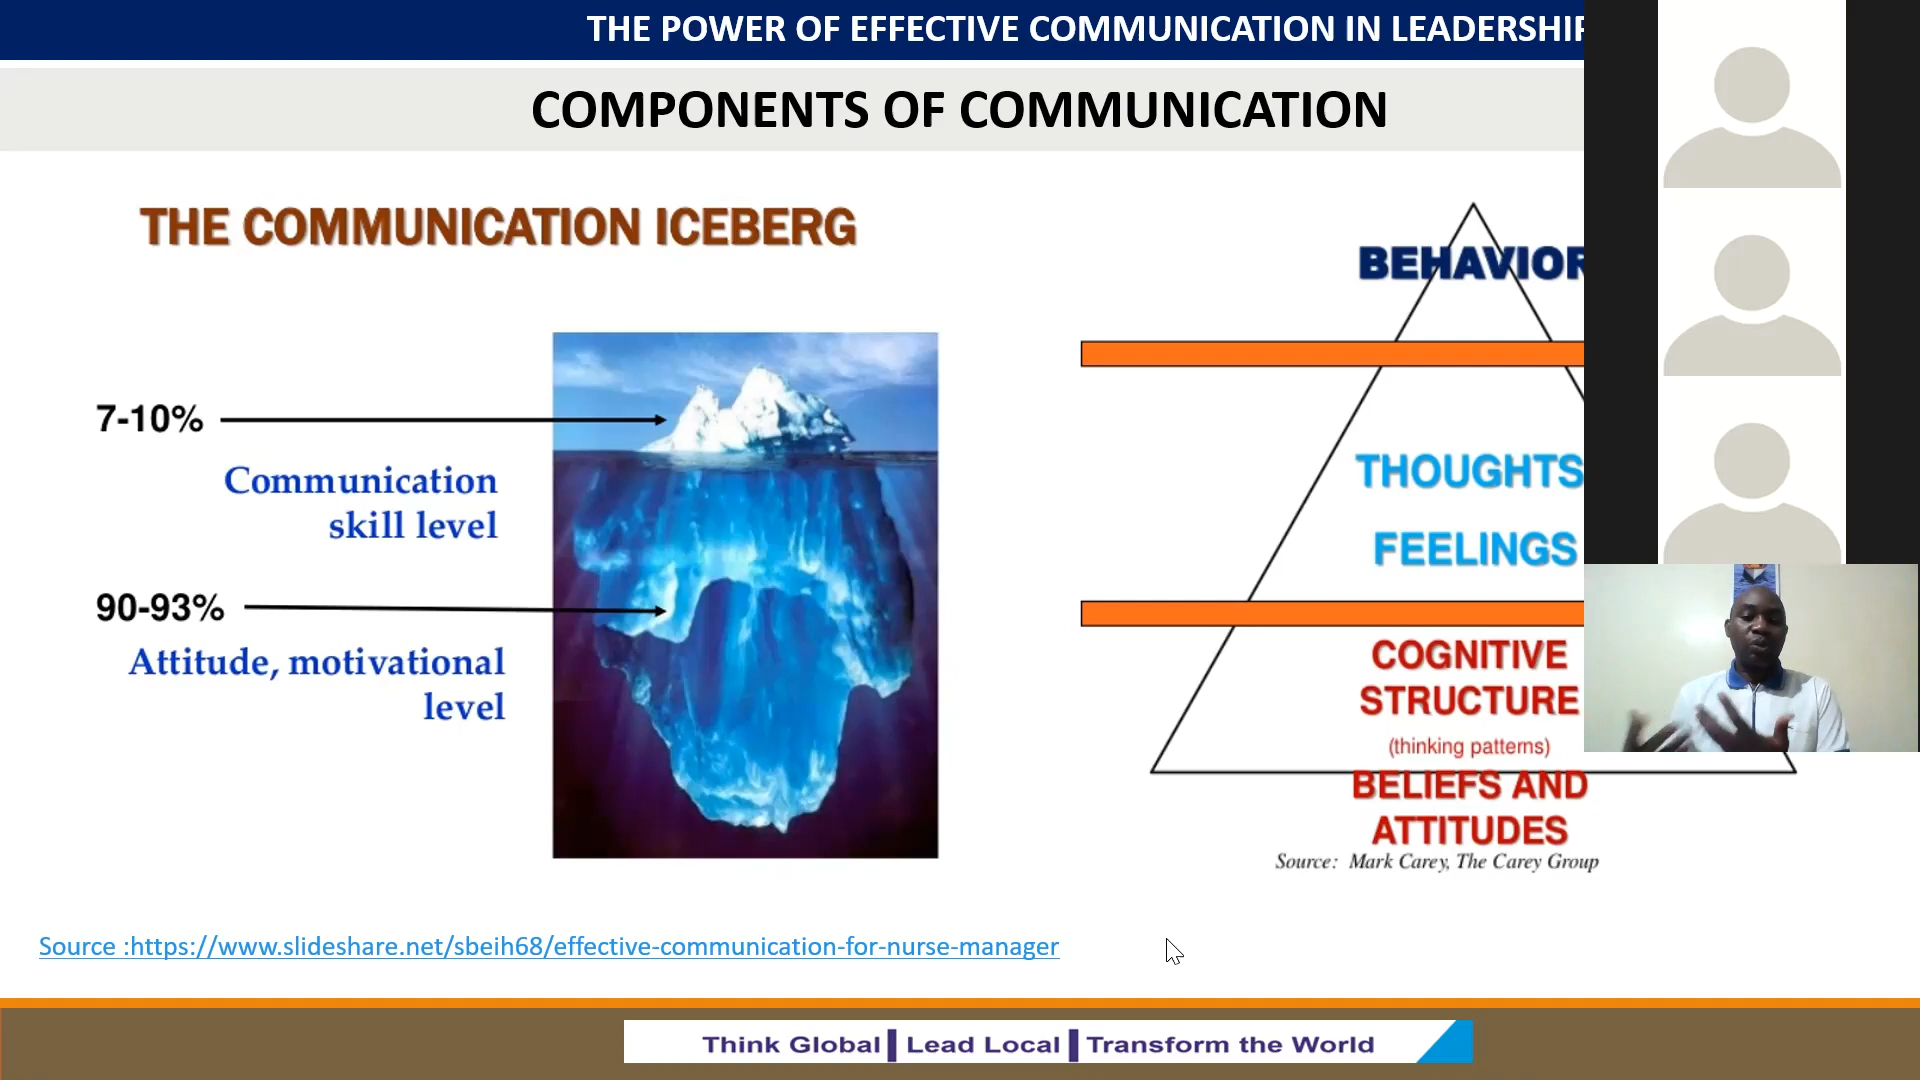 THE POWER OF EFFECTIVE COMMUNICATION IN LEADERSHIP
COMPONENTS OF COMMUNICATION
THE COMMUNICATION ICEBERG
7-10%
Communication
skill level
90-93%
Attitude, motivational
level
BEHAVIOR
THOUGHTS
FEELINGS
COGNITIVE
STRUCTURE
(thinking patterns)
BELIEFS AND
ATTITUDES
Source: Mark Carey, The Carey Group
Source :https://www.slideshare.net/sbeih68/effective-communication-for-nurse-manager
Think Global | Lead Local | Transform the World